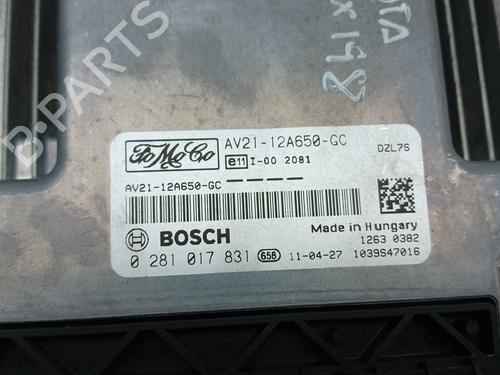 FoMoCo AV21-12A650-GC DZL7S
e11 I-00 2081
AV21-12A650-GC
BOSCH Made in Hungary
1263 0382
0 281 017 831 658 11-04-27 1039S47016
B-PARTS